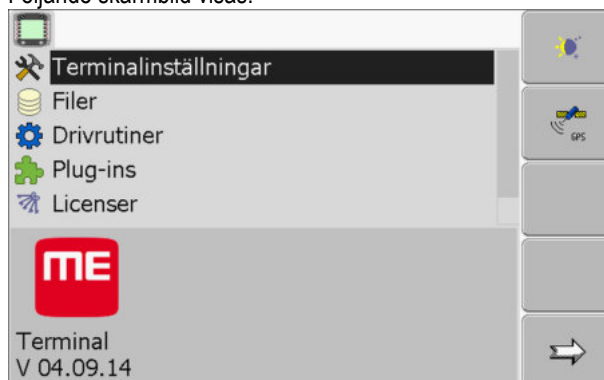 Följande skärmbild visas:
Terminalinställningar
Filer
Drivrutiner
GPS
Plug-ins
Licenser
ME
Terminal
V 04.09.14